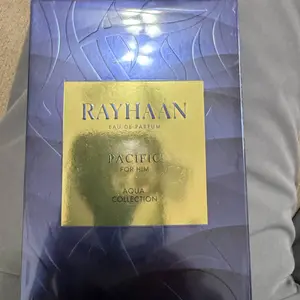 RAYHAAN
EAU DE PARFUM
PACIFIC
FOR HIM
AQUA
COLLECTION